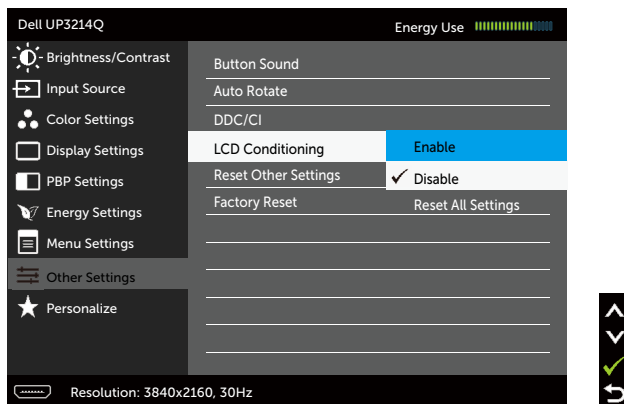 Dell UP3214Q
Energy Use
Brightness/Contrast
Input Source
Color Settings
Display Settings
PBP Settings
Energy Settings
Menu Settings
Other Settings
Personalize
Button Sound
Auto Rotate
DDC/CI
LCD Conditioning
Enable
Reset Other Settings
Disable
Factory Reset
Reset All Settings
Resolution: 3840x2160, 30Hz